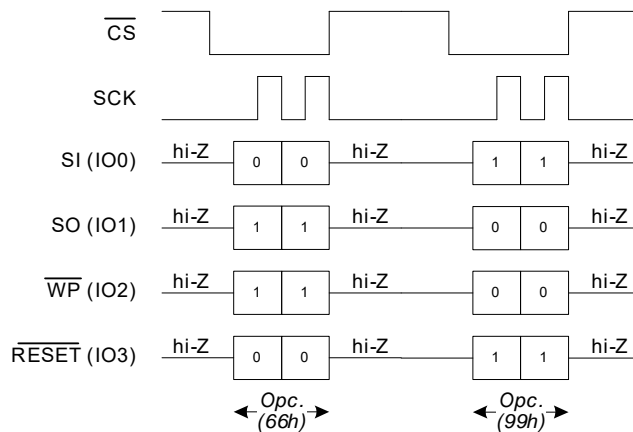 CS
SCK
SI (IO0) hi-Z 0 0 hi-Z 1 1 hi-Z
SO (IO1) hi-Z 1 1 hi-Z 0 0 hi-Z
WP (IO2) hi-Z 1 1 hi-Z 0 0 hi-Z
RESET (IO3) hi-Z 0 0 hi-Z 1 1 hi-Z
Opc. Opc.
(66h) (99h)